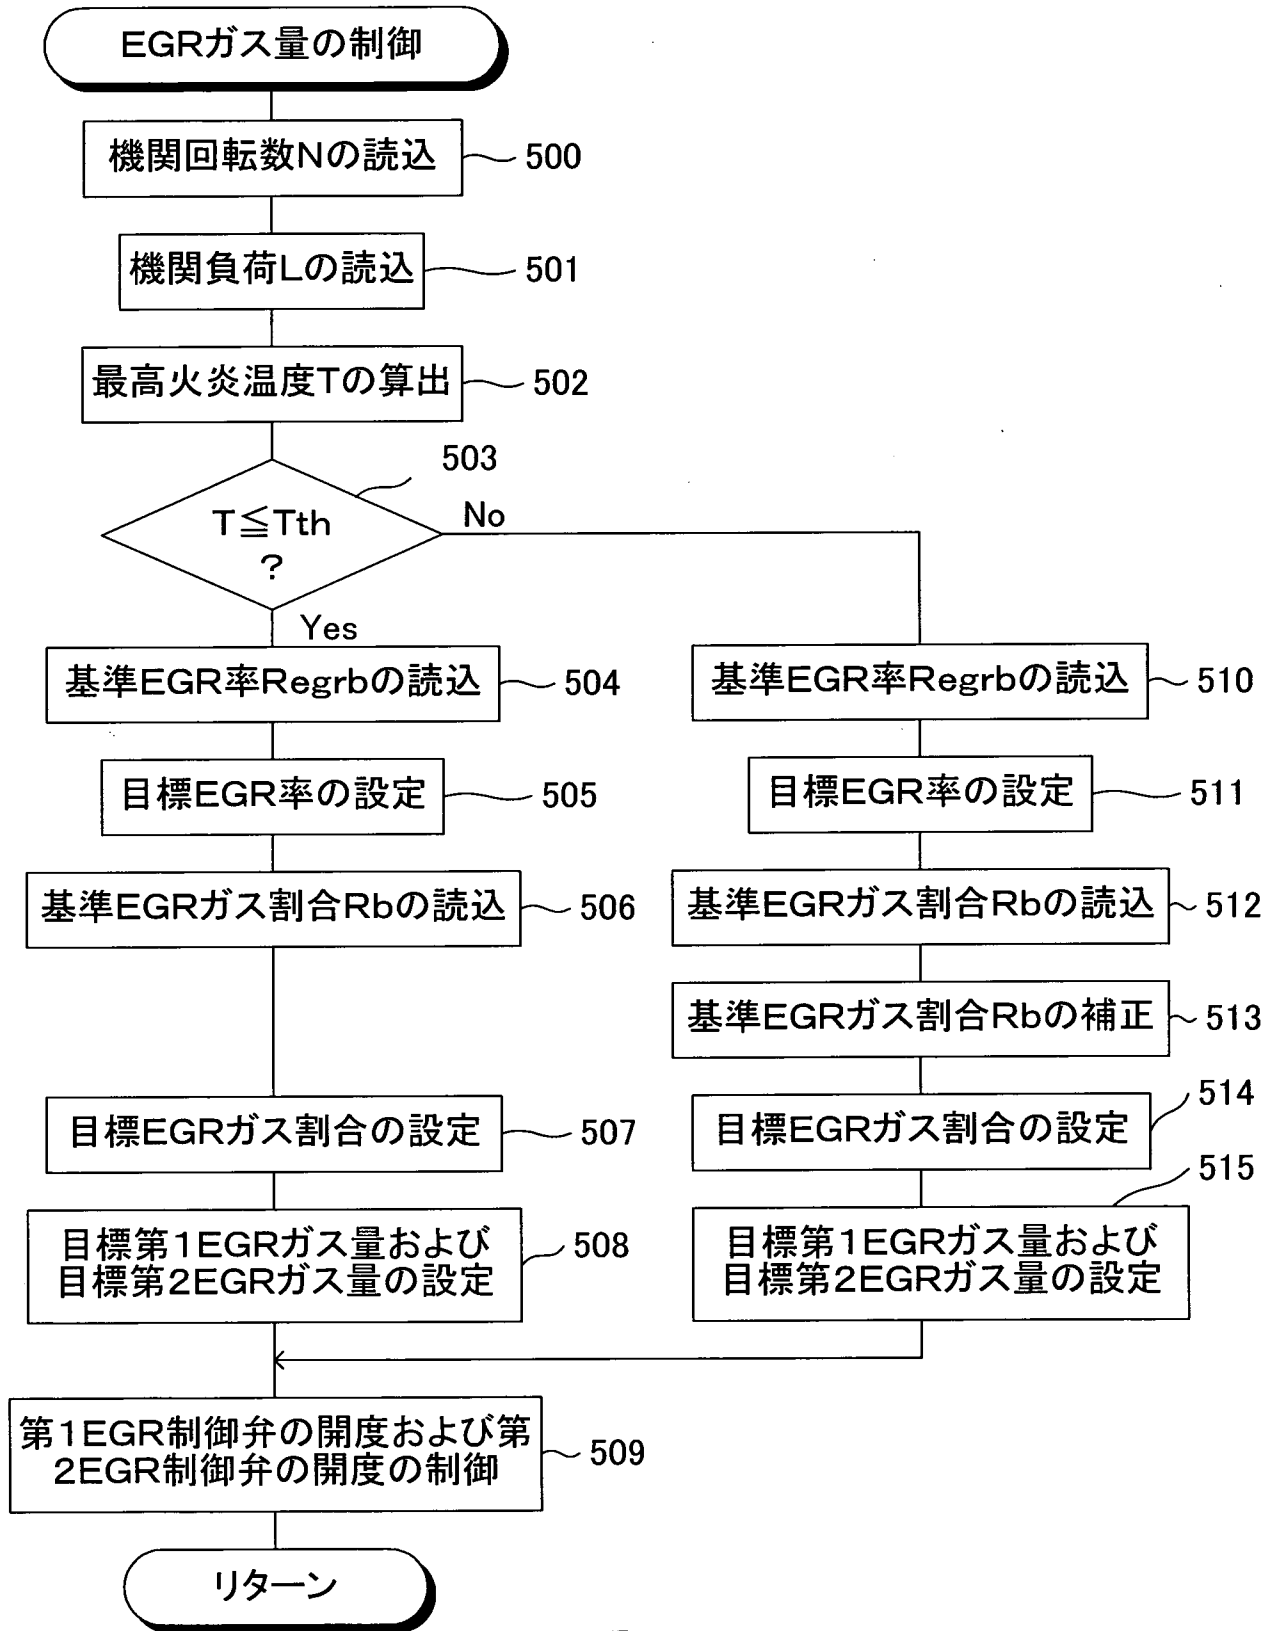 EGRガス量の制御
機関回転数Nの読込
500
機関負荷Lの読込
501
最高火炎温度Tの算出
502
503
T≦Tth
?
No
Yes
基準EGR率Regrbの読込
504
目標EGR率の設定
505
基準EGRガス割合Rbの読込
506
目標EGRガス割合の設定
507
目標第1EGRガス量および
目標第2EGRガス量の設定
508
基準EGR率Regrbの読込
510
目標EGR率の設定
511
基準EGRガス割合Rbの読込
512
基準EGRガス割合Rbの補正
513
目標EGRガス割合の設定
514
515
目標第1EGRガス量および
目標第2EGRガス量の設定
第1EGR制御弁の開度および第
2EGR制御弁の開度の制御
509
リターン